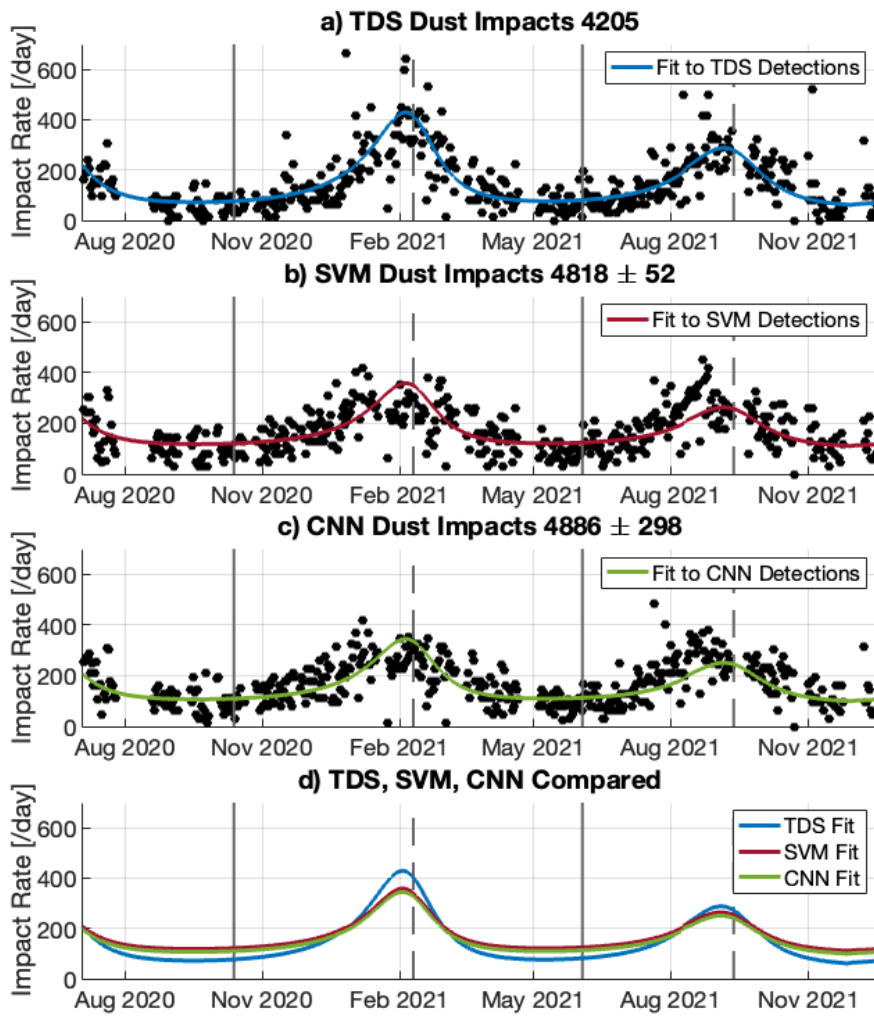 a) TDS Dust Impacts 4205
Impact Rate [/day]
600
400
200
0
Fit to TDS Detections
Aug 2020 Nov 2020 Feb 2021 May 2021 Aug 2021 Nov 2021
b) SVM Dust Impacts 4818 ± 52
Impact Rate [/day]
600
400
200
0
Fit to SVM Detections
Aug 2020 Nov 2020 Feb 2021 May 2021 Aug 2021 Nov 2021
c) CNN Dust Impacts 4886 ± 298
Impact Rate [/day]
600
400
200
0
Fit to CNN Detections
Aug 2020 Nov 2020 Feb 2021 May 2021 Aug 2021 Nov 2021
d) TDS, SVM, CNN Compared
Impact Rate [/day]
600
400
200
0
TDS Fit
SVM Fit
CNN Fit
Aug 2020 Nov 2020 Feb 2021 May 2021 Aug 2021 Nov 2021